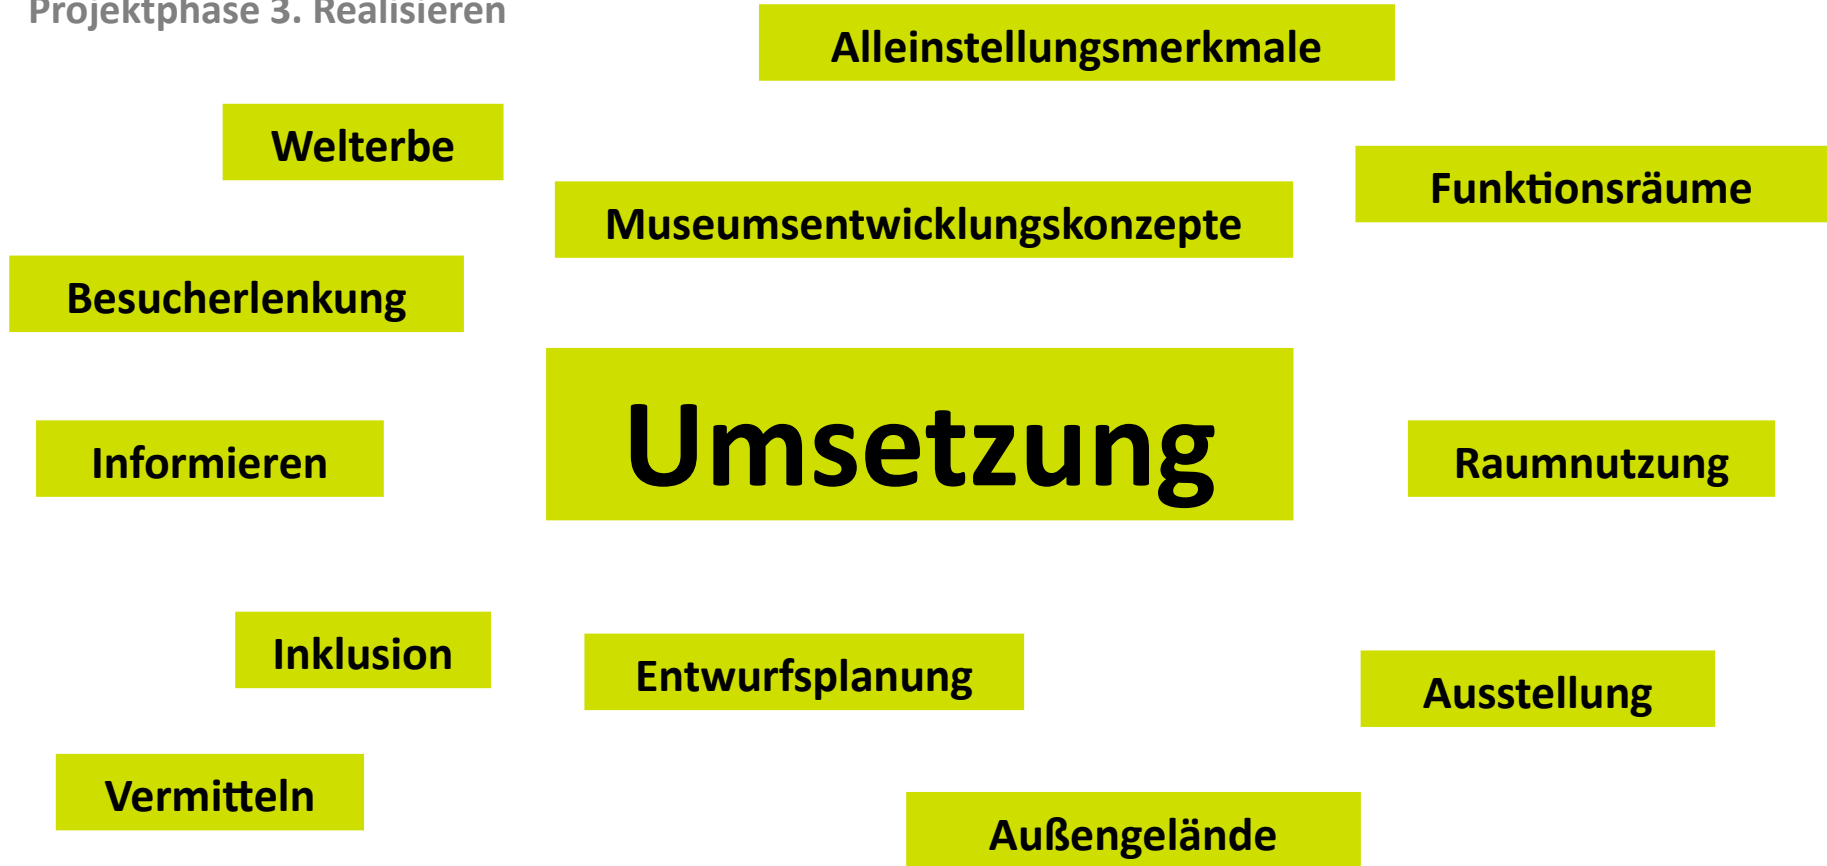 Projektphase 3. Realisieren
Alleinstellungsmerkmale
Welterbe
Funktionsräume
Museumsentwicklungskonzepte
Besucherlenkung
Umsetzung
Informieren
Raumnutzung
Inklusion
Entwurfsplanung
Ausstellung
Vermitteln
Außengelände